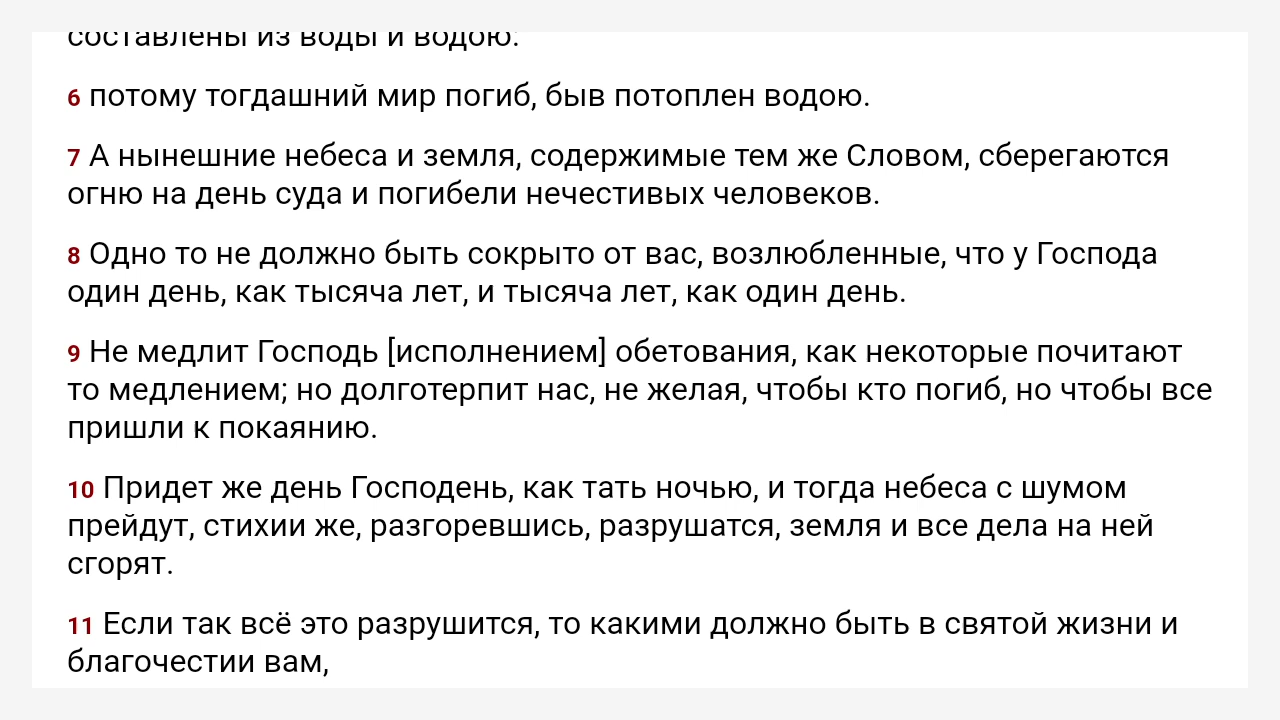 составлены из воды и водою:
6 потому тогдашний мир погиб, быв потоплен водою.
7 А нынешние небеса и земля, содержимые тем же Словом, сберегаются
огню на день суда и погибели нечестивых человеков.
8 Одно то не должно быть сокрыто от вас, возлюбленные, что у Господа
один день, как тысяча лет, и тысяча лет, как один день.
9 Не медлит Господь [исполнением] обетования, как некоторые почитают
то медлением; но долготерпит нас, не желая, чтобы кто погиб, но чтобы все
пришли к покаянию.
10 Придет же день Господень, как тать ночью, и тогда небеса с шумом
прейдут, стихии же, разгоревшись, разрушатся, земля и все дела на ней
сгорят.
11 Если так всё это разрушится, то какими должно быть в святой жизни и
благочестии вам,